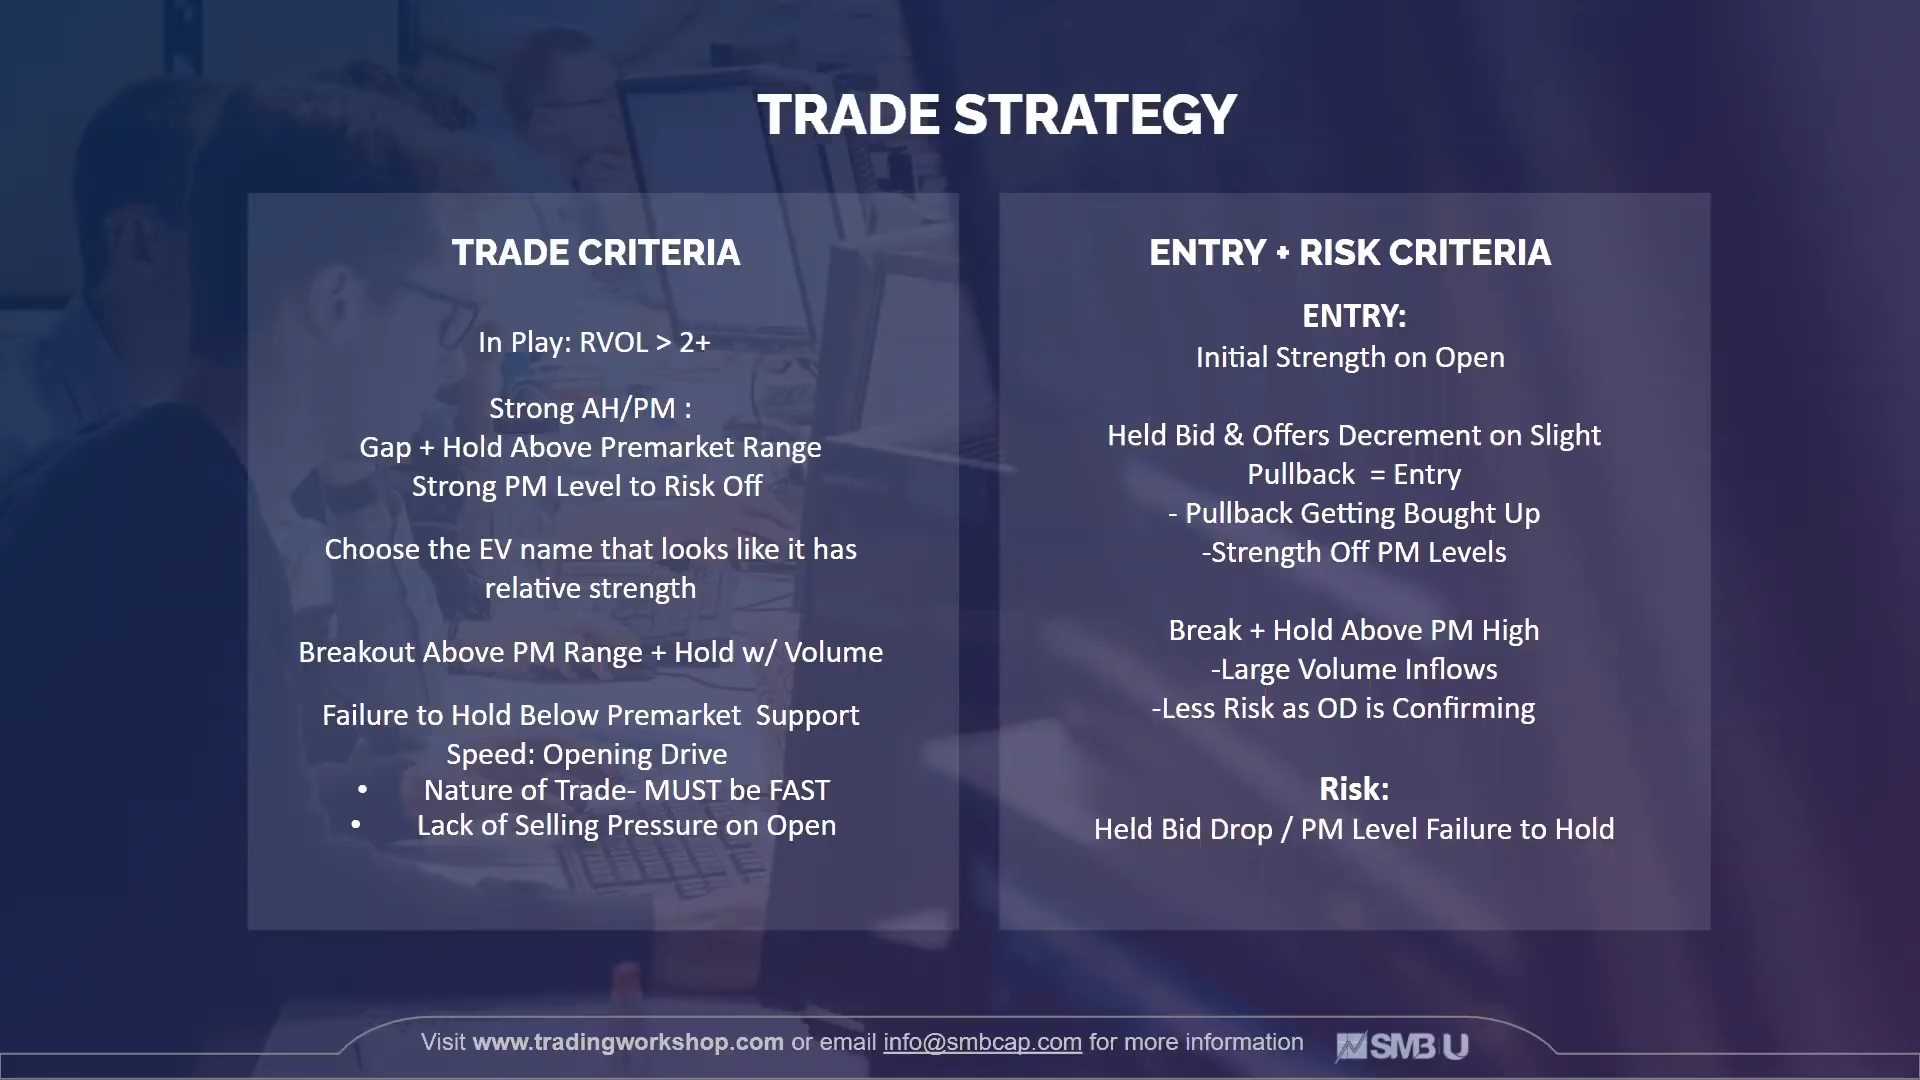 TRADE STRATEGY
TRADE CRITERIA
In Play: RVOL > 2+
Strong AH/PM :
Gap + Hold Above Premarket Range
Strong PM Level to Risk Off
Choose the EV name that looks like it has
relative strength
Breakout Above PM Range + Hold w/ Volume
Failure to Hold Below Premarket  Support
Speed: Opening Drive
• Nature of Trade- MUST be FAST
• Lack of Selling Pressure on Open
ENTRY + RISK CRITERIA
ENTRY:
Initial Strength on Open
Held Bid & Offers Decrement on Slight
Pullback  = Entry
- Pullback Getting Bought Up
-Strength Off PM Levels
Break + Hold Above PM High
-Large Volume Inflows
-Less Risk as OD is Confirming
Risk:
Held Bid Drop / PM Level Failure to Hold
Visit www.tradingworkshop.com or email info@smbcap.com for more information
SMB U